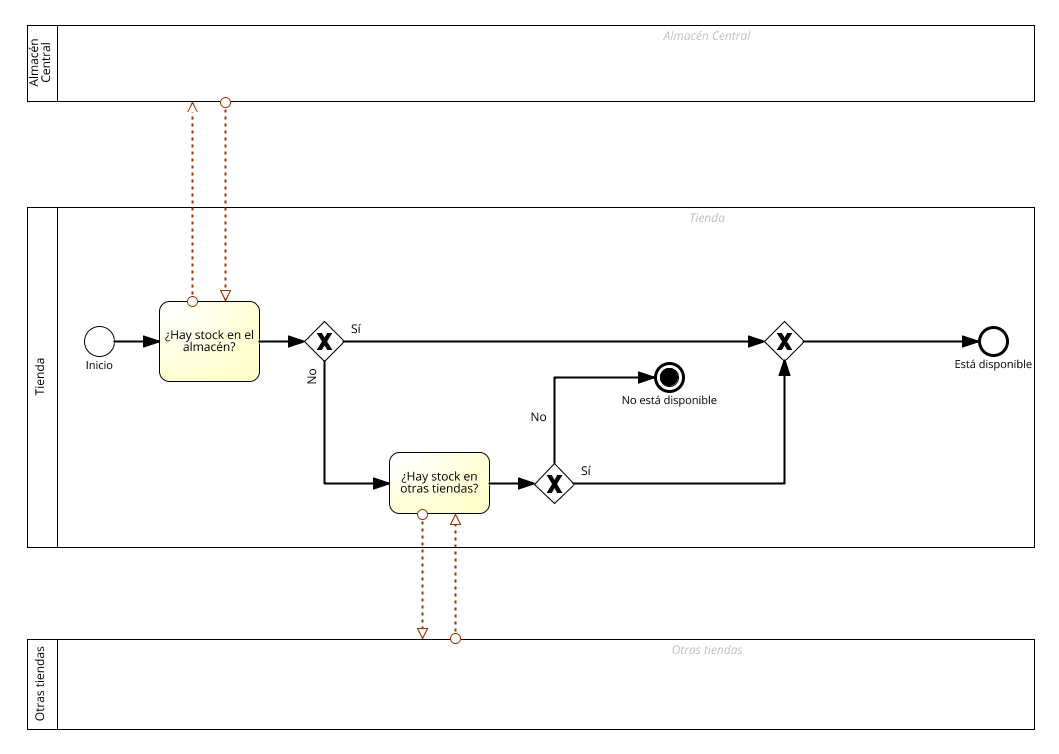 Almacén
Central
Almacén Central
Tienda
Tienda
Inicio
¿Hay stock en el
almacén?
Sí
No
¿Hay stock en
otras tiendas?
No
Sí
No está disponible
Está disponible
Otras tiendas
Otras tiendas